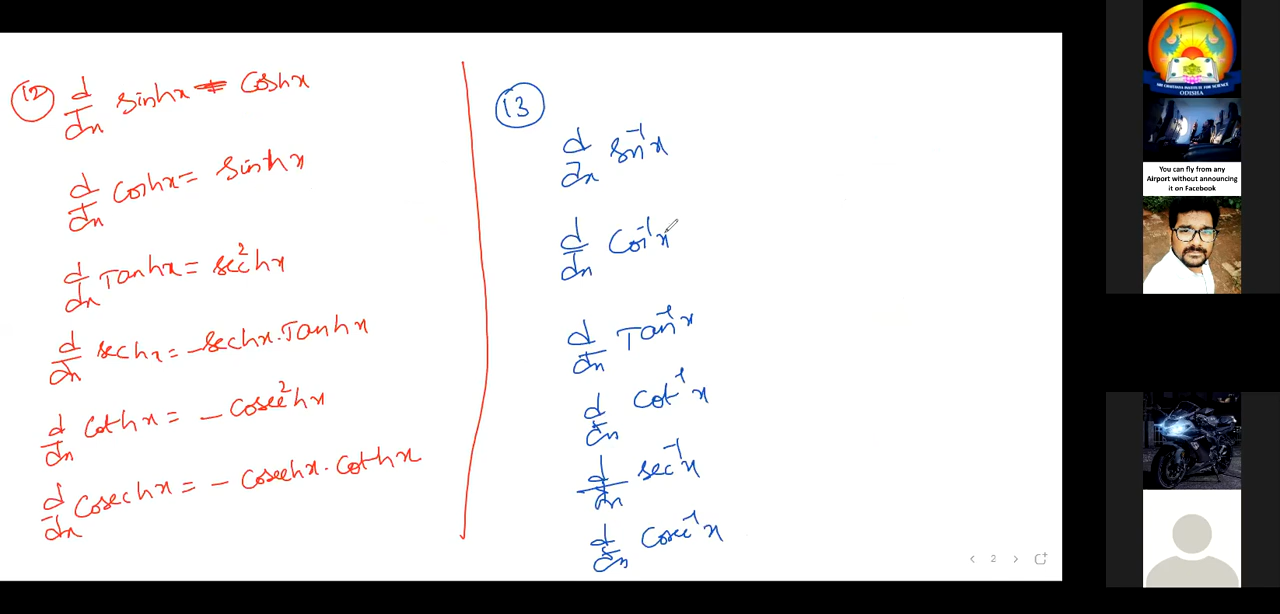 12
d/dx sinhx = coshx
d/dx coshx = sinhx
d/dx Tanhx = sec²hx
d/dx sechx = -sechx.Tanhx
d/dx cothx = - cosec²hx
d/dx cosechx = - cosechx.cothx
13
d/dx sin⁻¹x
d/dx cos⁻¹x
d/dx Tan⁻¹x
d/dx cot⁻¹x
d/dx sec⁻¹x
d/dx cosec⁻¹x
2
ODISHA
You can fly from any
Airport without announcing
it on Facebook